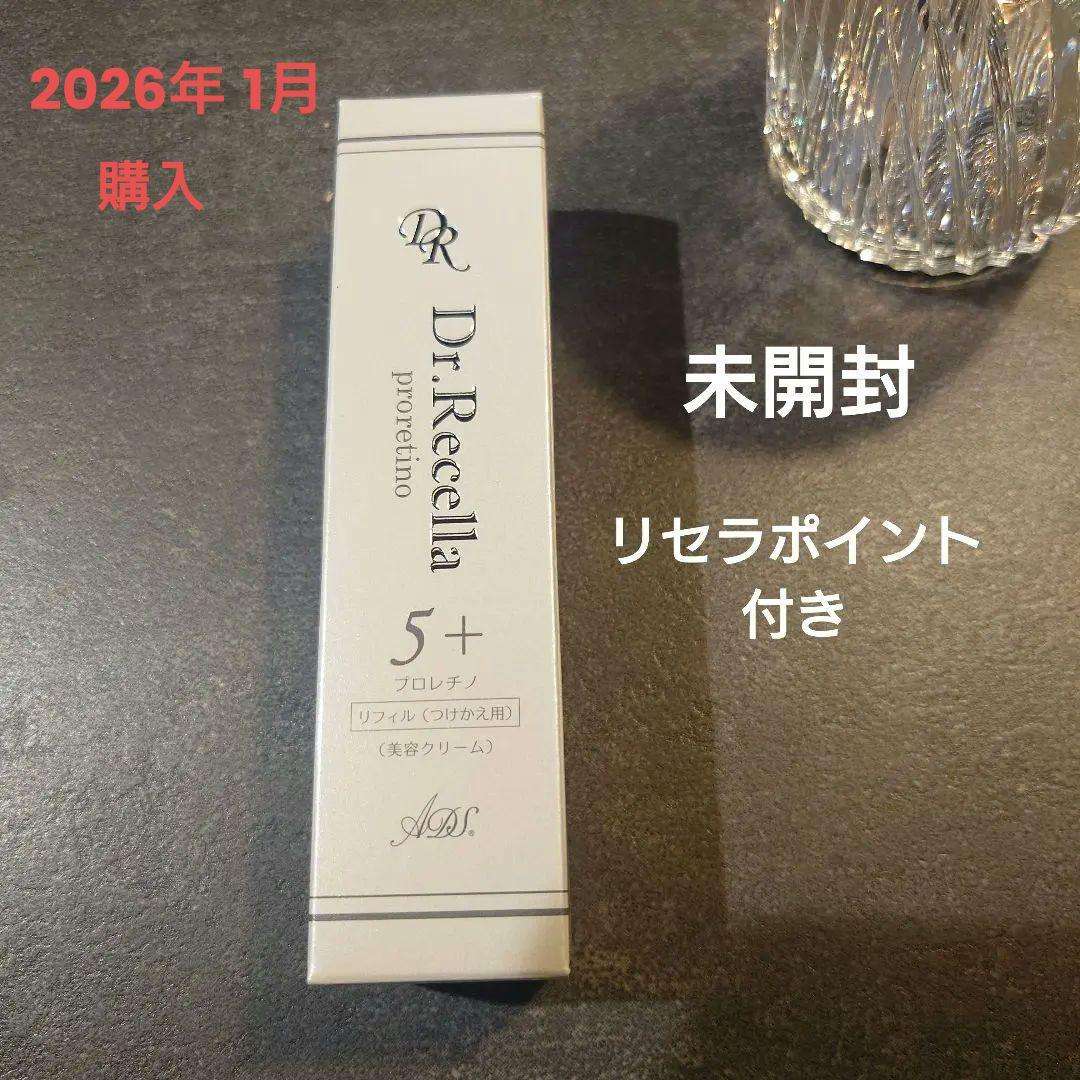 2026年 1月
購入
DR
Dr.Recella
proretino
5+
プロレチノ
リフィル（つけかえ用）
（美容クリーム）
ADS®
未開封
リセラポイント
付き